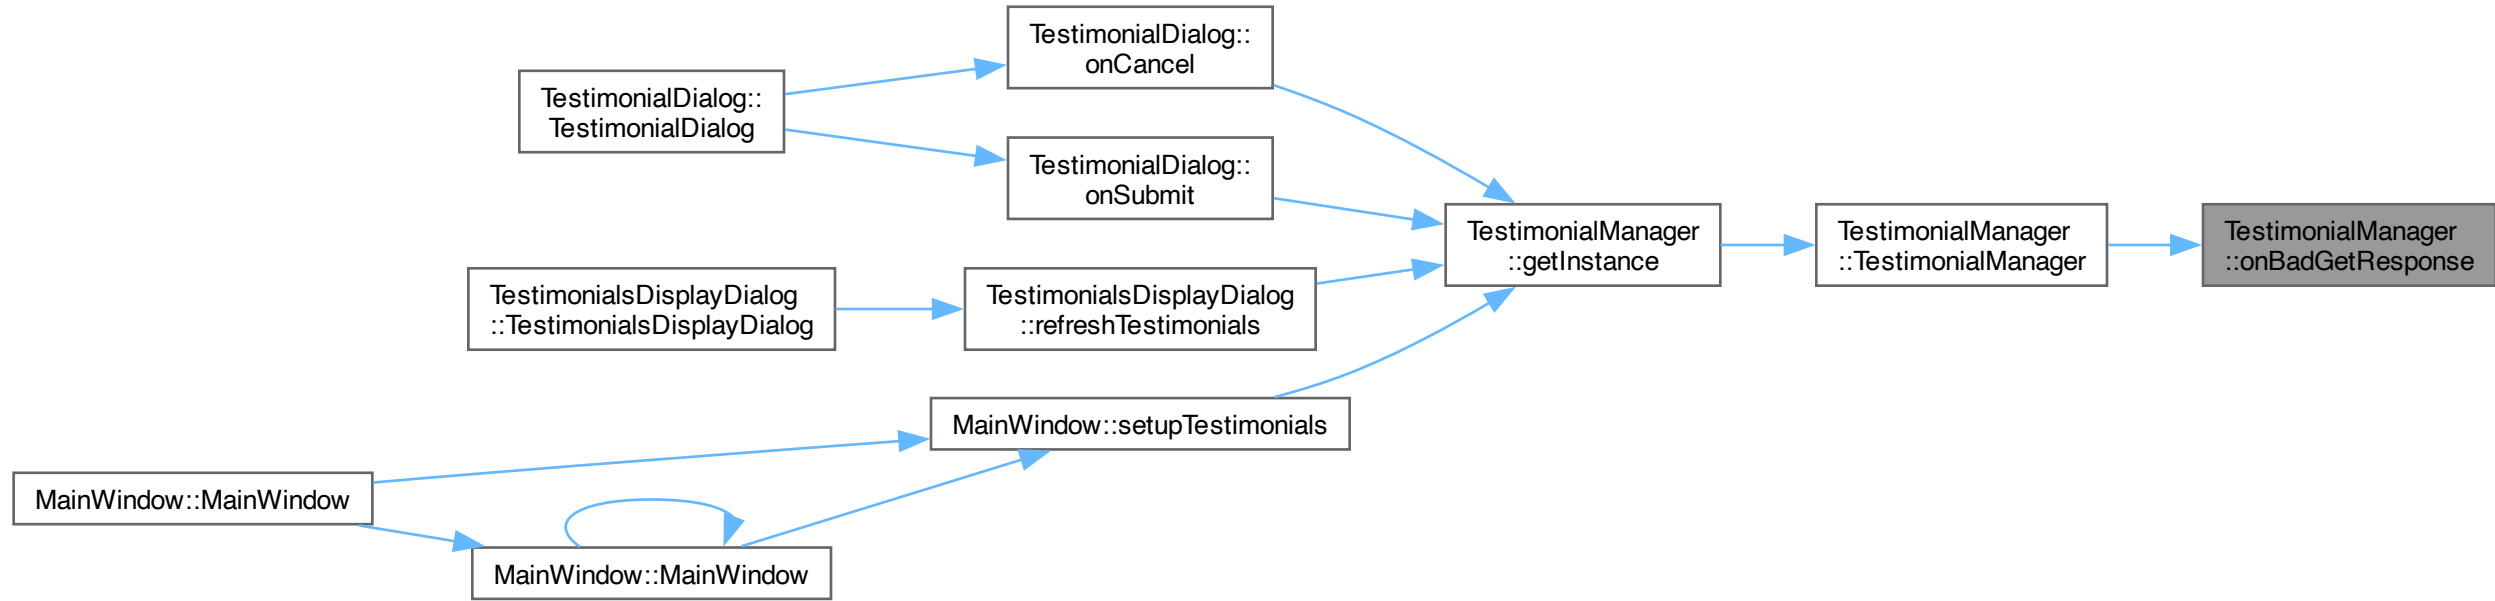 TestimonialDialog::
onCancel
TestimonialDialog::
TestimonialDialog
TestimonialDialog::
onSubmit
TestimonialManager
::getInstance
TestimonialManager
::TestimonialManager
TestimonialManager
::onBadGetResponse
TestimonialsDisplayDialog
::TestimonialsDisplayDialog
TestimonialsDisplayDialog
::refreshTestimonials
MainWindow::setupTestimonials
MainWindow::MainWindow
MainWindow::MainWindow